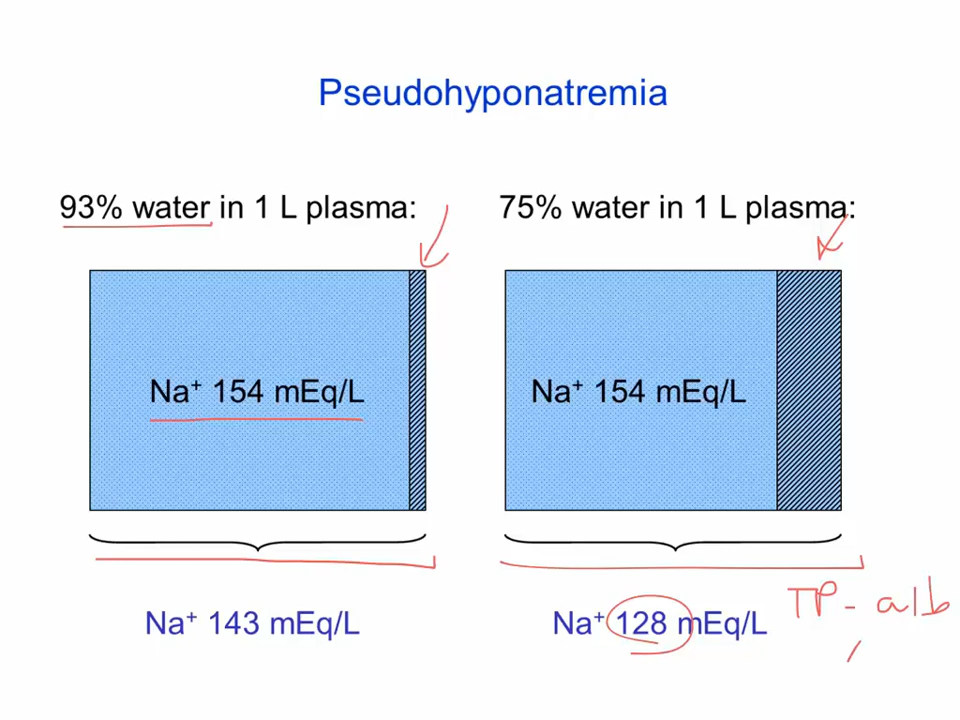 Pseudohyponatremia
93% water in 1 L plasma:
75% water in 1 L plasma:
Na⁺ 154 mEq/L
Na⁺ 154 mEq/L
Na⁺ 143 mEq/L
Na⁺ 128 mEq/L
TP - alb